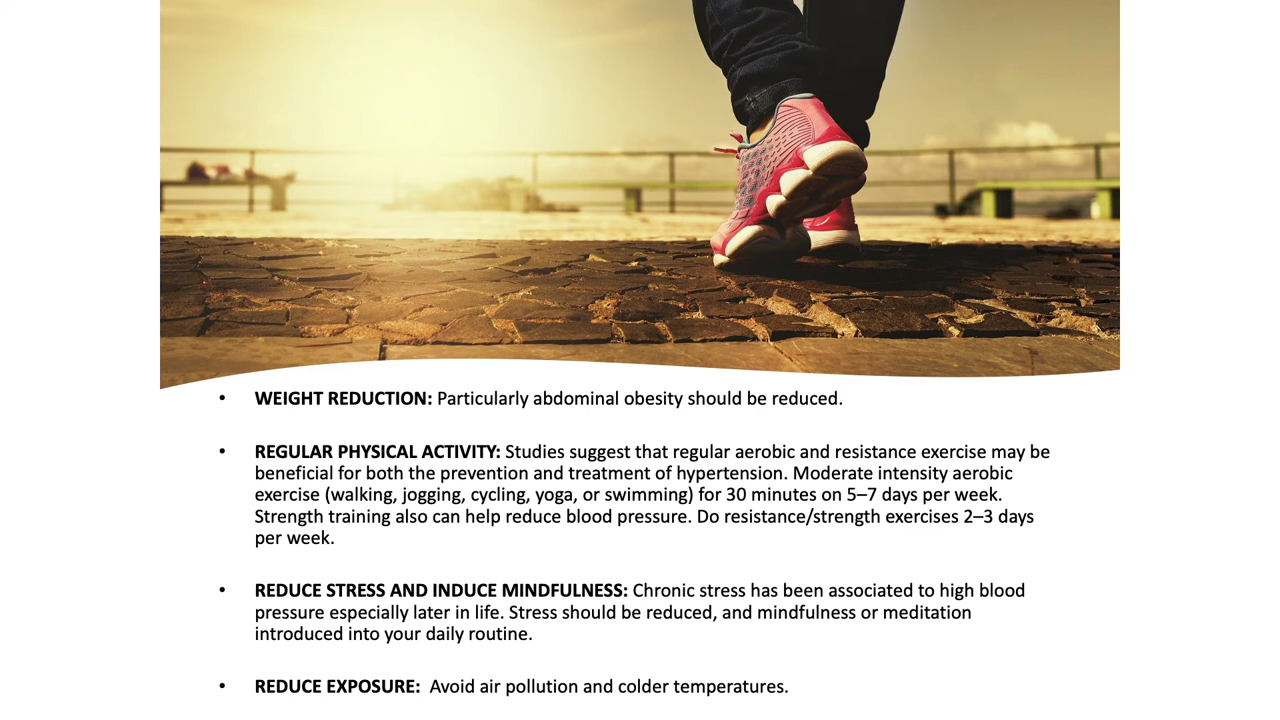 • WEIGHT REDUCTION: Particularly abdominal obesity should be reduced.
• REGULAR PHYSICAL ACTIVITY: Studies suggest that regular aerobic and resistance exercise may be
beneficial for both the prevention and treatment of hypertension. Moderate intensity aerobic
exercise (walking, jogging, cycling, yoga, or swimming) for 30 minutes on 5–7 days per week.
Strength training also can help reduce blood pressure. Do resistance/strength exercises 2–3 days
per week.
• REDUCE STRESS AND INDUCE MINDFULNESS: Chronic stress has been associated to high blood
pressure especially later in life. Stress should be reduced, and mindfulness or meditation
introduced into your daily routine.
• REDUCE EXPOSURE: Avoid air pollution and colder temperatures.